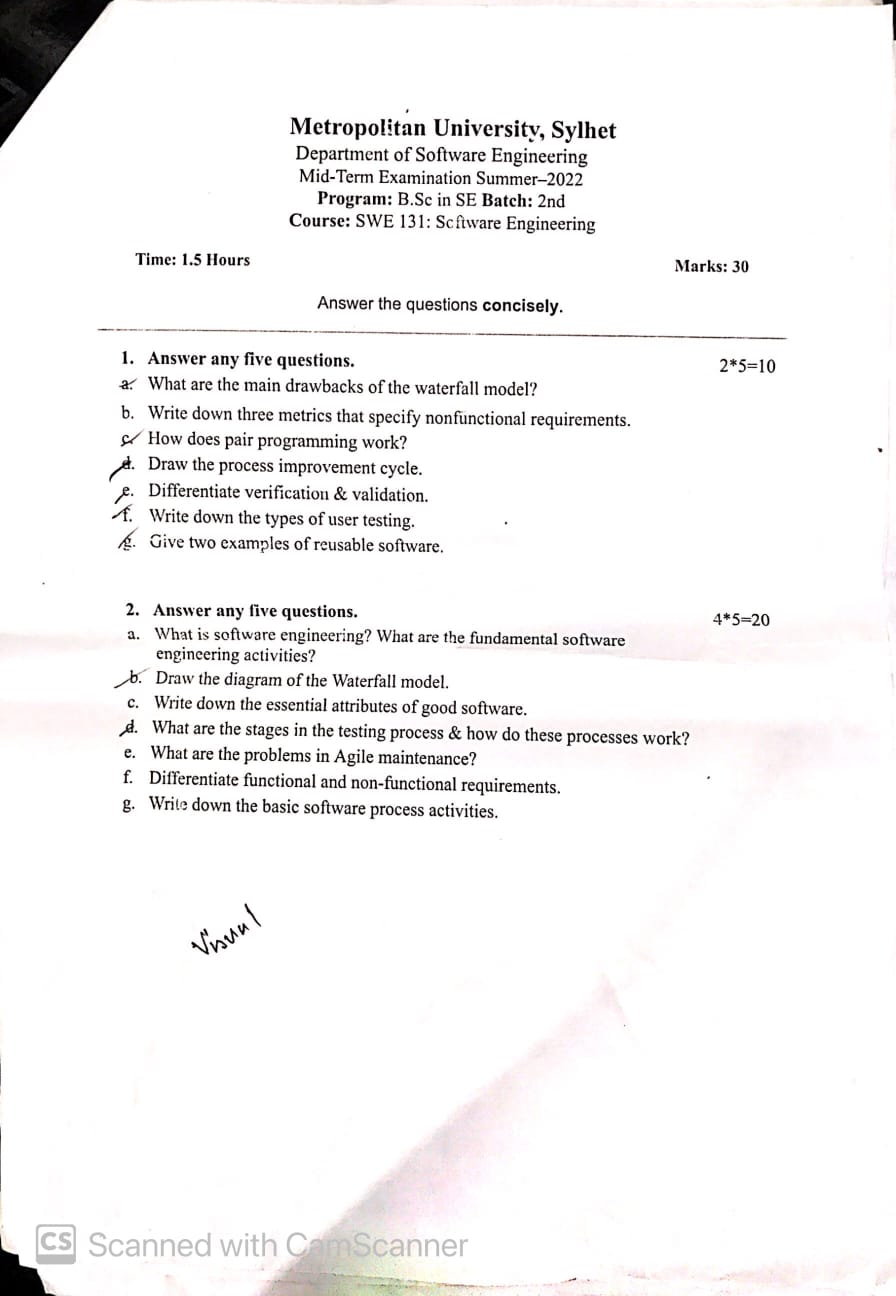 Metropolitan University, Sylhet
Department of Software Engineering
Mid-Term Examination Summer–2022
Program: B.Sc in SE Batch: 2nd
Course: SWE 131: Software Engineering
Time: 1.5 Hours
Marks: 30
Answer the questions concisely.
1. Answer any five questions. 2*5=10
a. What are the main drawbacks of the waterfall model?
b. Write down three metrics that specify nonfunctional requirements.
c. How does pair programming work?
d. Draw the process improvement cycle.
e. Differentiate verification & validation.
f. Write down the types of user testing.
g. Give two examples of reusable software.
2. Answer any five questions. 4*5=20
a. What is software engineering? What are the fundamental software
engineering activities?
b. Draw the diagram of the Waterfall model.
c. Write down the essential attributes of good software.
d. What are the stages in the testing process & how do these processes work?
e. What are the problems in Agile maintenance?
f. Differentiate functional and non-functional requirements.
g. Write down the basic software process activities.
Visual
CS Scanned with CamScanner